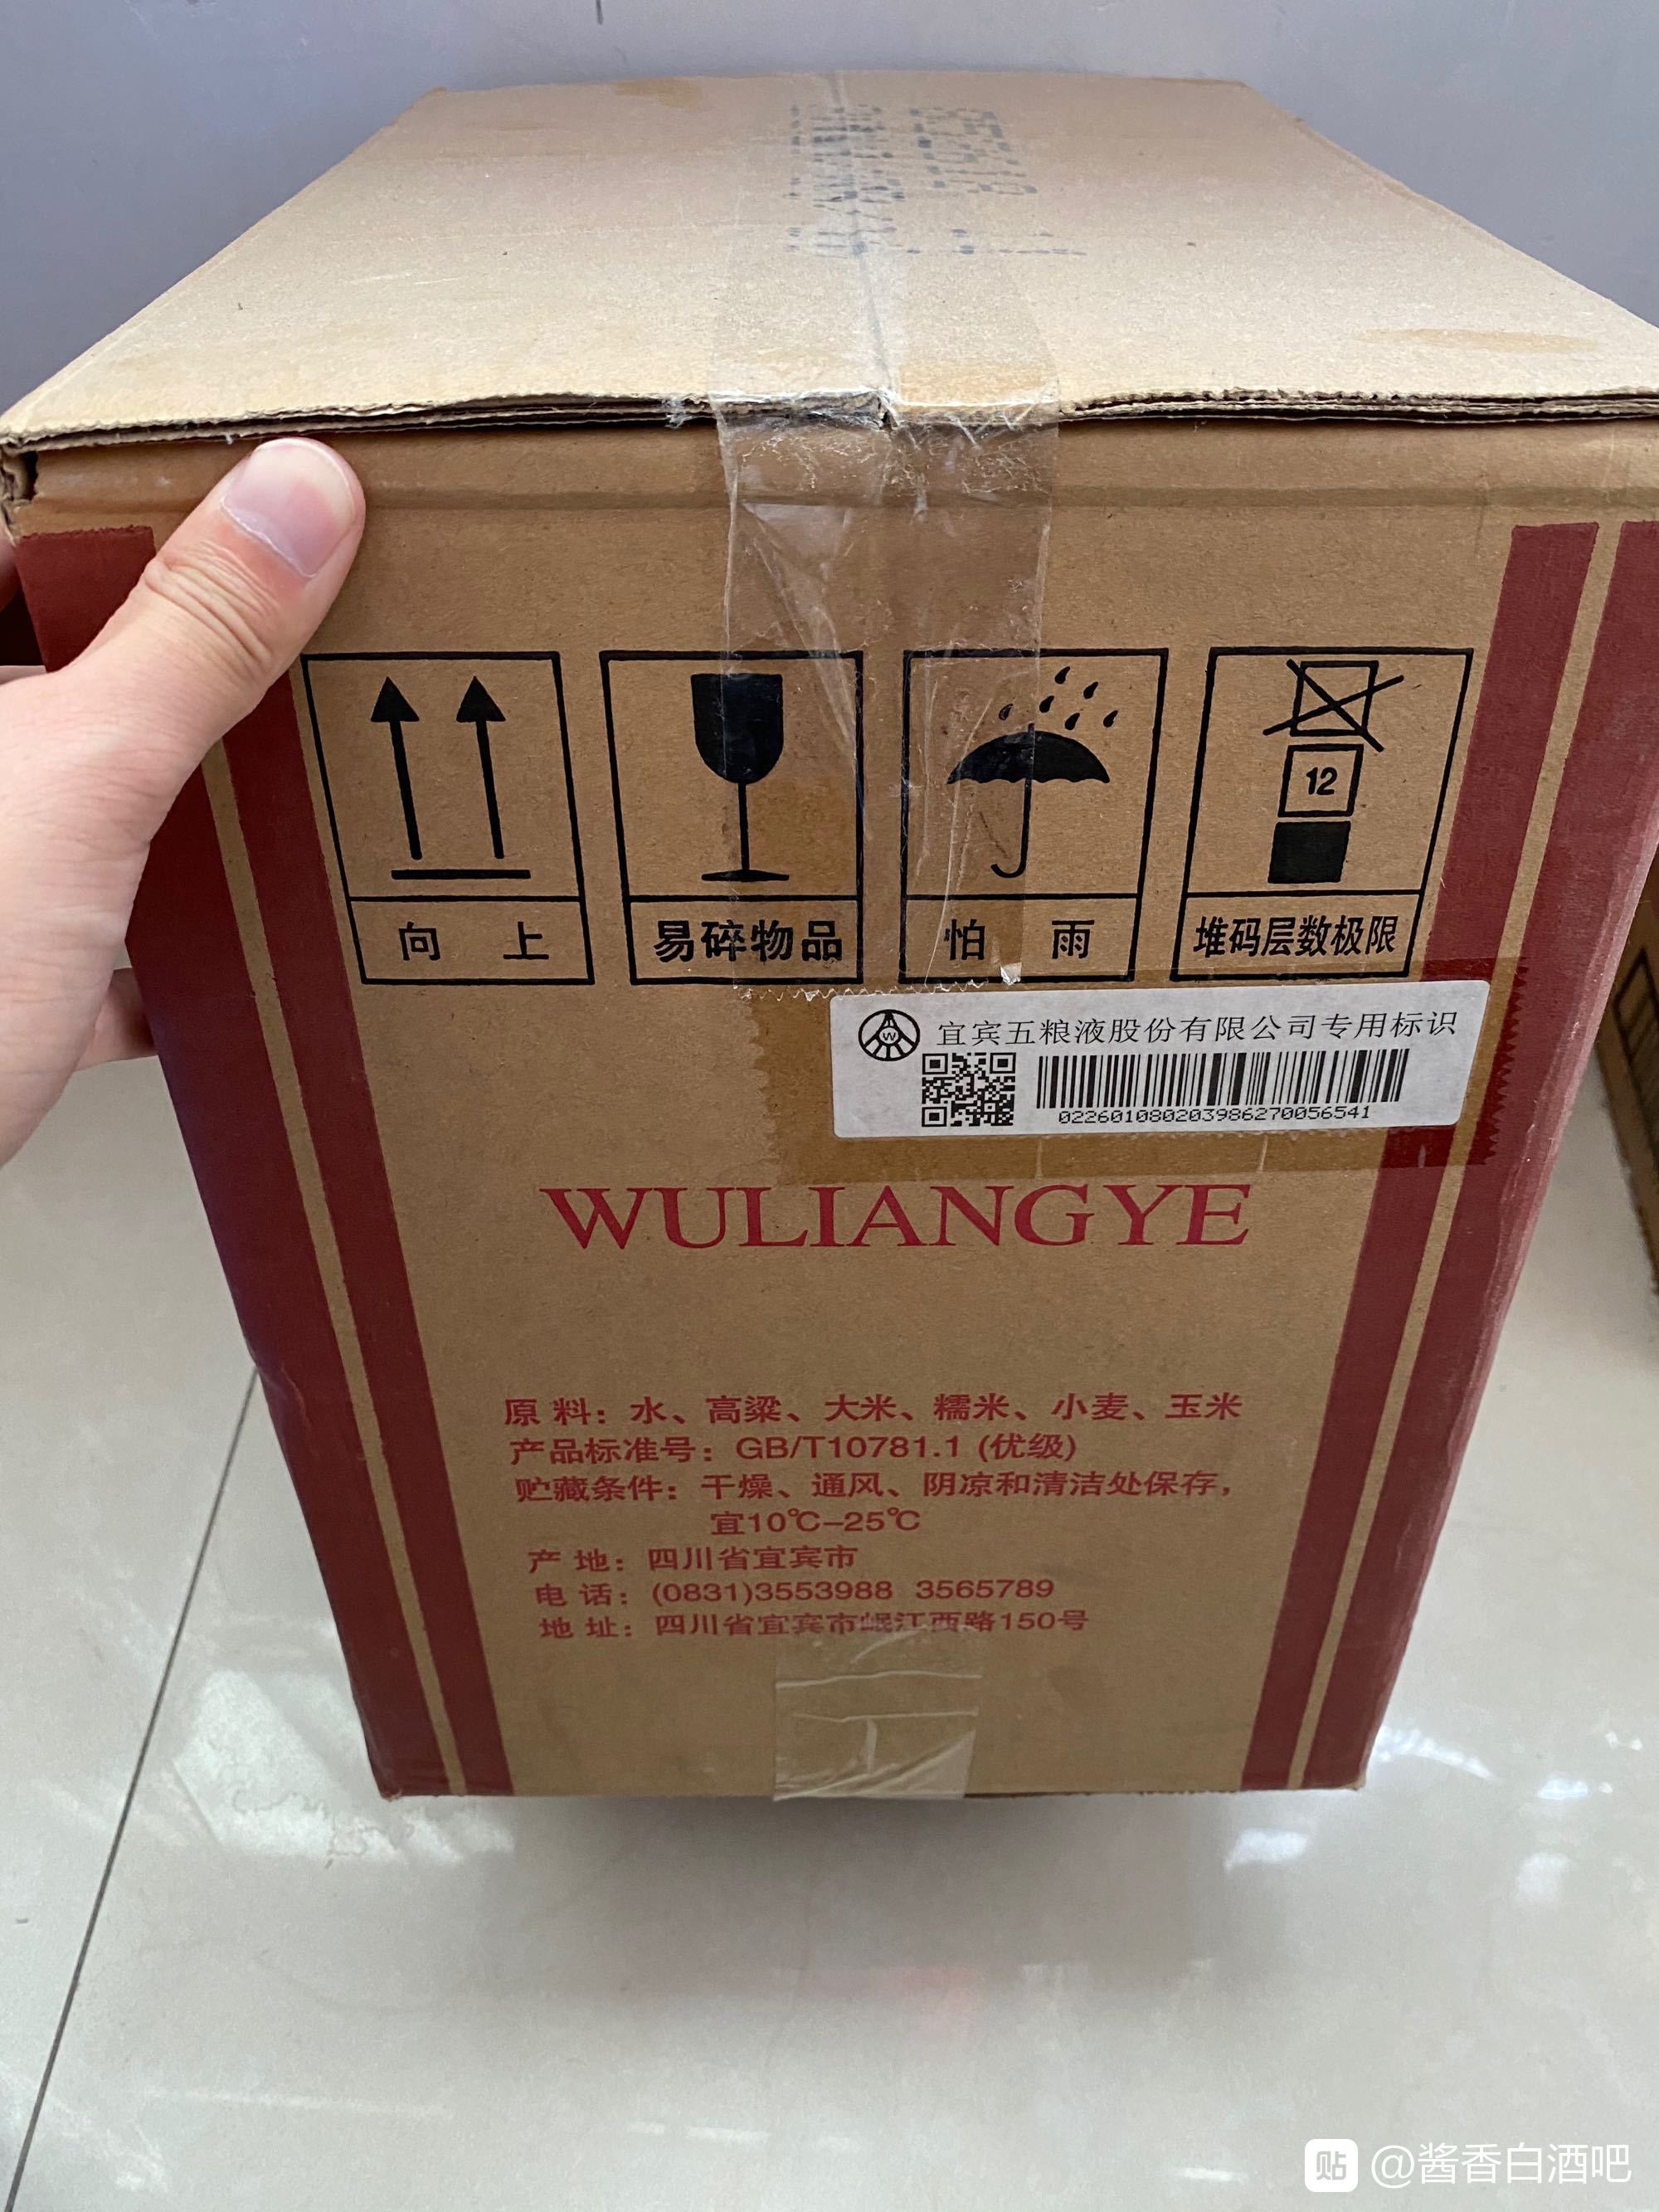 12
向 上
易碎物品
怕 雨
堆码层数极限
宜宾五粮液股份有限公司专用标识
022601080203986270056541
WULIANGYE
原 料：水、高粱、大米、糯米、小麦、玉米
产品标准号：GB/T10781.1 (优级)
贮藏条件：干燥、通风、阴凉和清洁处保存，
宜10℃-25℃
产 地：四川省宜宾市
电 话：(0831)3553988 3565789
地 址：四川省宜宾市岷江西路150号
贴 @酱香白酒吧